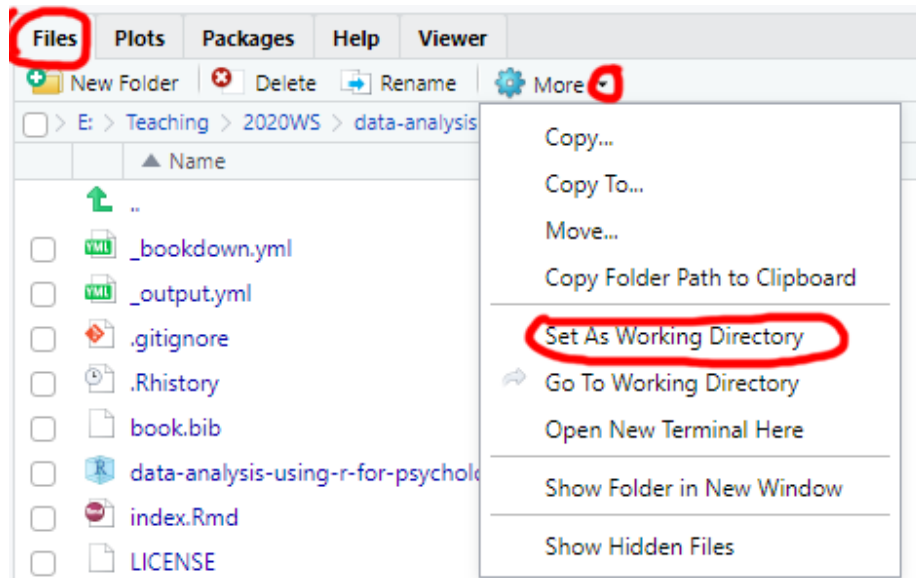 Files Plots Packages Help Viewer
New Folder Delete Rename More
E: > Teaching > 2020WS > data-analysis
Name
..
_bookdown.yml
_output.yml
.gitignore
.Rhistory
book.bib
data-analysis-using-r-for-psychol
index.Rmd
LICENSE
Copy...
Copy To...
Move...
Copy Folder Path to Clipboard
Set As Working Directory
Go To Working Directory
Open New Terminal Here
Show Folder in New Window
Show Hidden Files